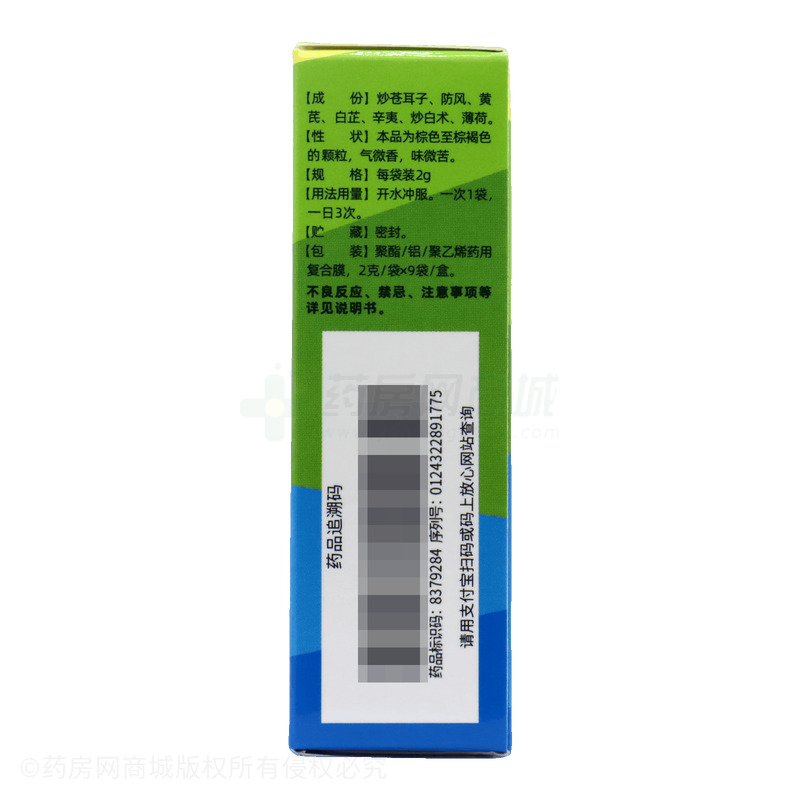 【成 份】炒苍耳子、防风、黄
芪、白芷、辛夷、炒白术、薄荷。
【性 状】本品为棕色至棕褐色
的颗粒，气微香，味微苦。
【规 格】每袋装2g
【用法用量】开水冲服。一次1袋，
一日3次。
【贮 藏】密封。
【包 装】聚酯/铝/聚乙烯药用
复合膜，2克/袋×9袋/盒。
不良反应、禁忌、注意事项等
详见说明书。
药品追溯码
药品标识码：8379284 序列号：0124322891775
请用支付宝扫码或码上放心网站查询
药房网商城
©药房网商城版权所有侵权必究